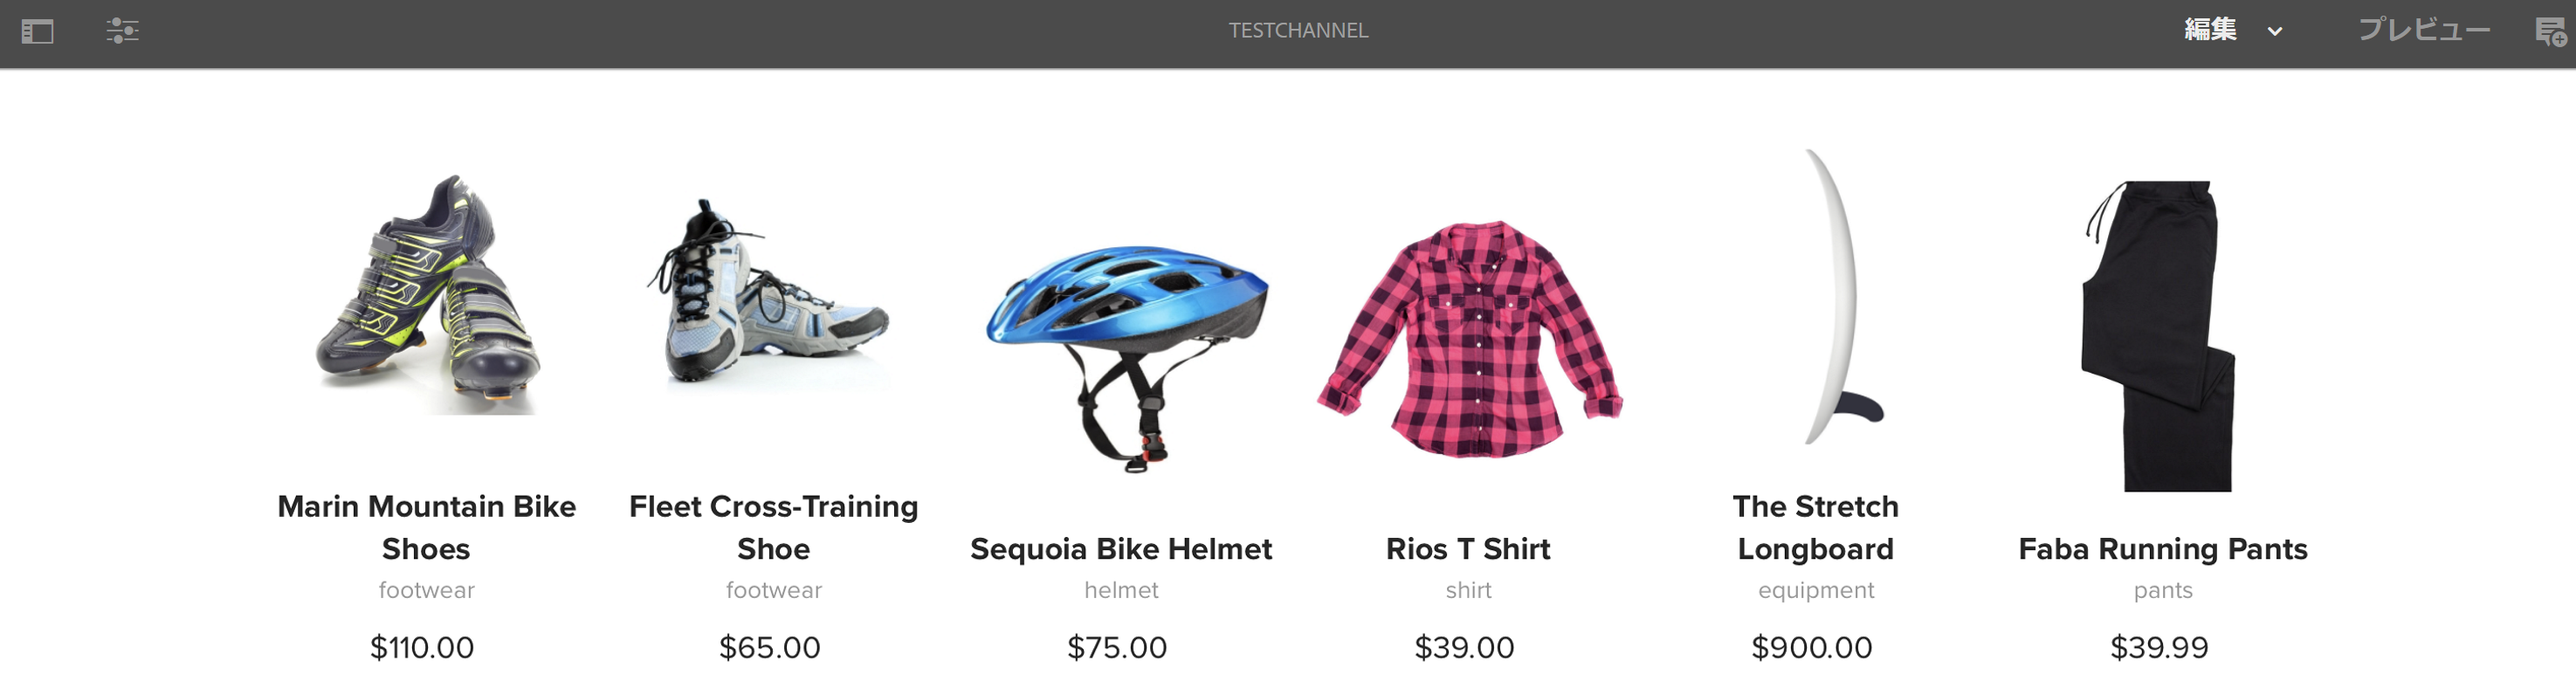 TESTCHANNEL
編集
プレビュー
Marin Mountain Bike
Shoes
footwear
$110.00
Fleet Cross-Training
Shoe
footwear
$65.00
Sequoia Bike Helmet
helmet
$75.00
Rios T Shirt
shirt
$39.00
The Stretch
Longboard
equipment
$900.00
Faba Running Pants
pants
$39.99